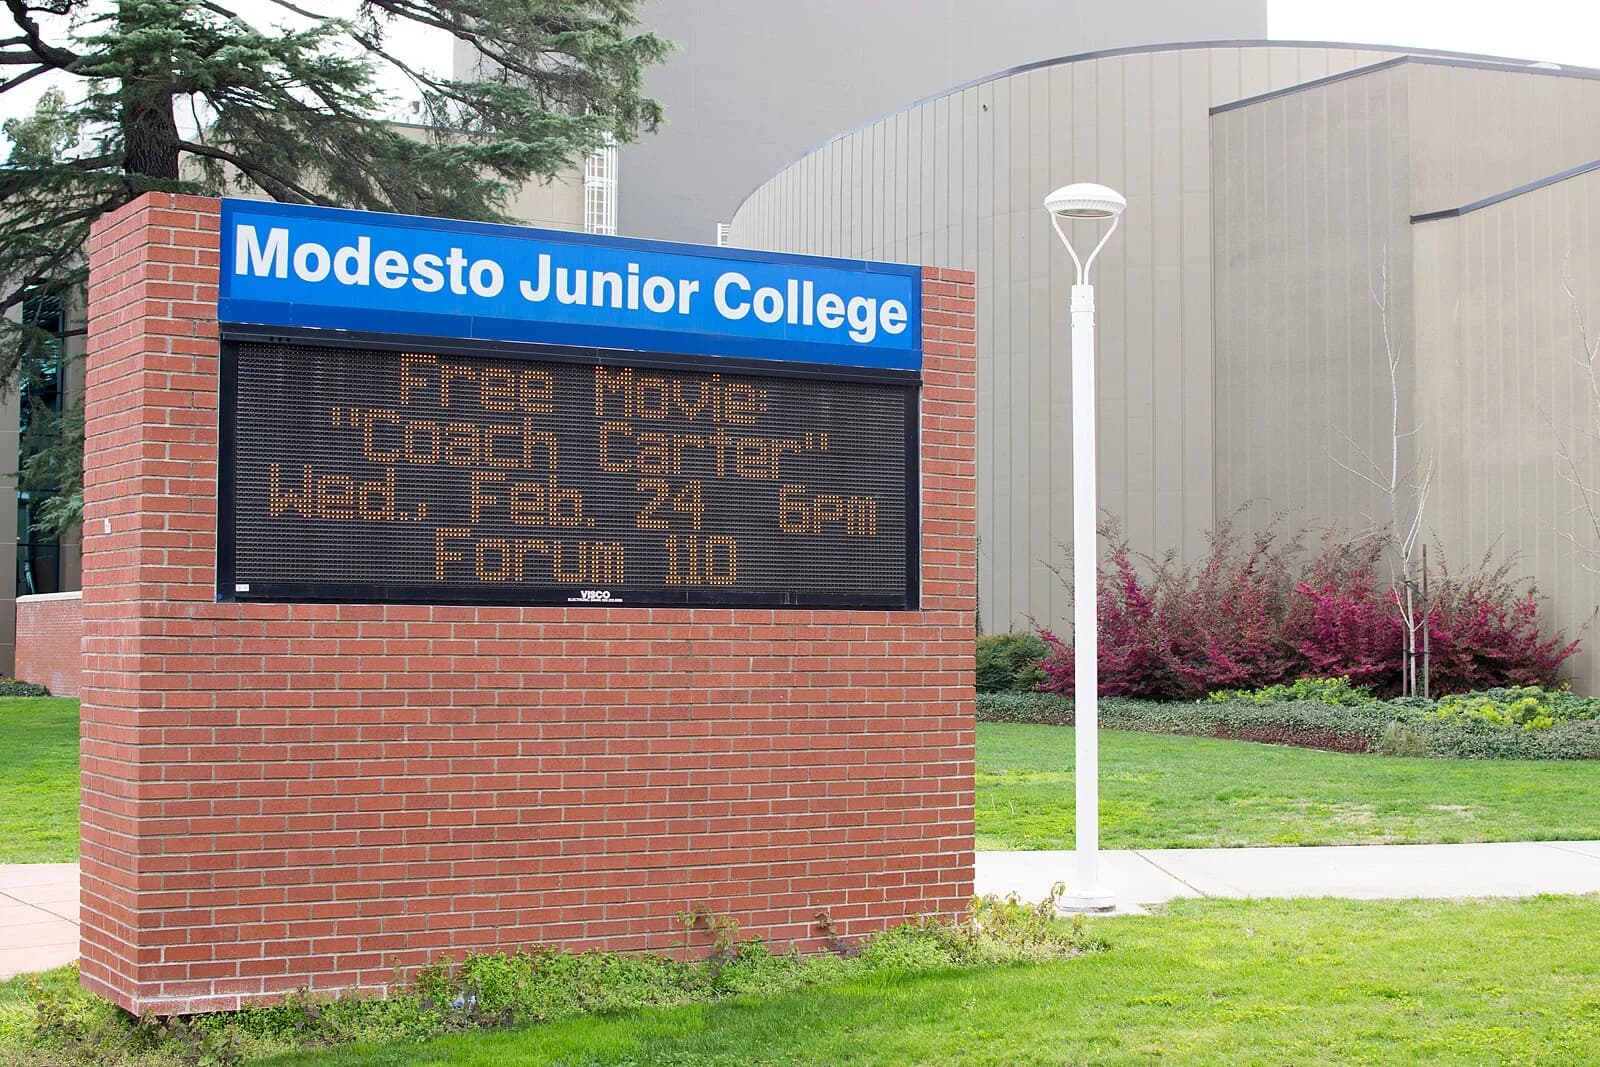 Modesto Junior College
Free Movie:
"Coach Carter"
Wed., Feb. 24 6pm
Forum 110
VISCO